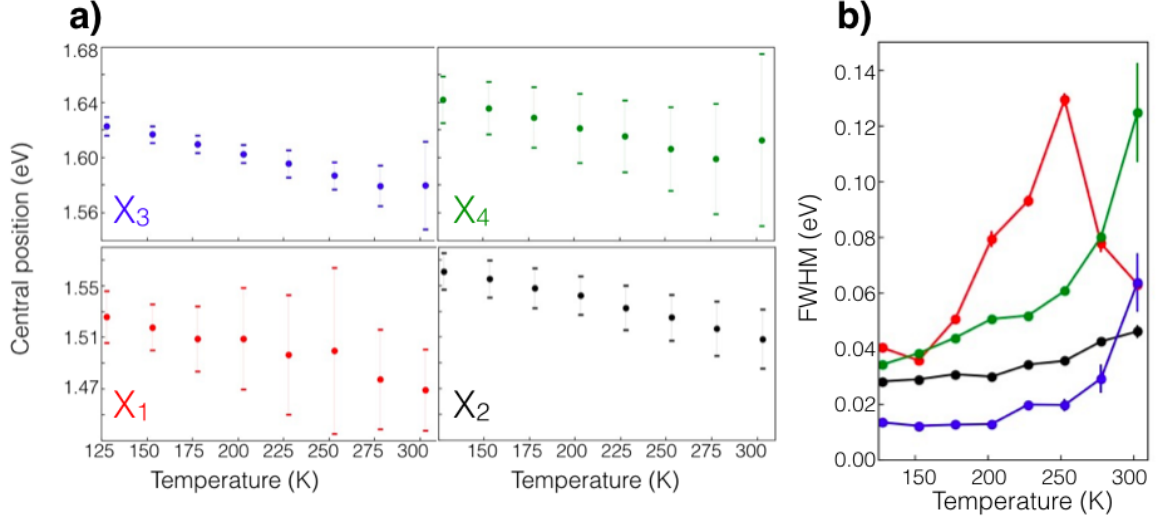 a)
b)
Central position (eV)
1.68
1.64
1.60
1.56
X3
X4
1.55
1.51
1.47
X1
X2
125 150 175 200 225 250 275 300
150 175 200 225 250 275 300
Temperature (K)
Temperature (K)
FWHM (eV)
0.14
0.12
0.10
0.08
0.06
0.04
0.02
0.00
150 200 250 300
Temperature (K)